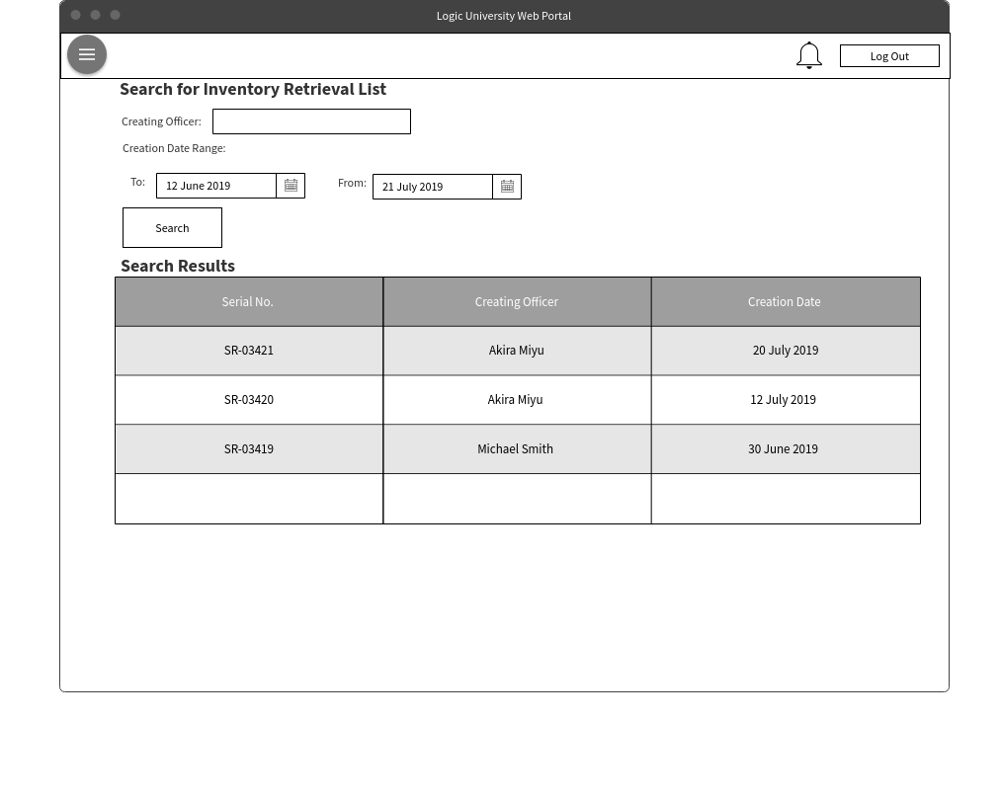 Logic University Web Portal
Log Out
Search for Inventory Retrieval List
Creating Officer:
Creation Date Range:
To: 12 June 2019 From: 21 July 2019
Search
Search Results
Serial No. Creating Officer Creation Date
SR-03421 Akira Miyu 20 July 2019
SR-03420 Akira Miyu 12 July 2019
SR-03419 Michael Smith 30 June 2019